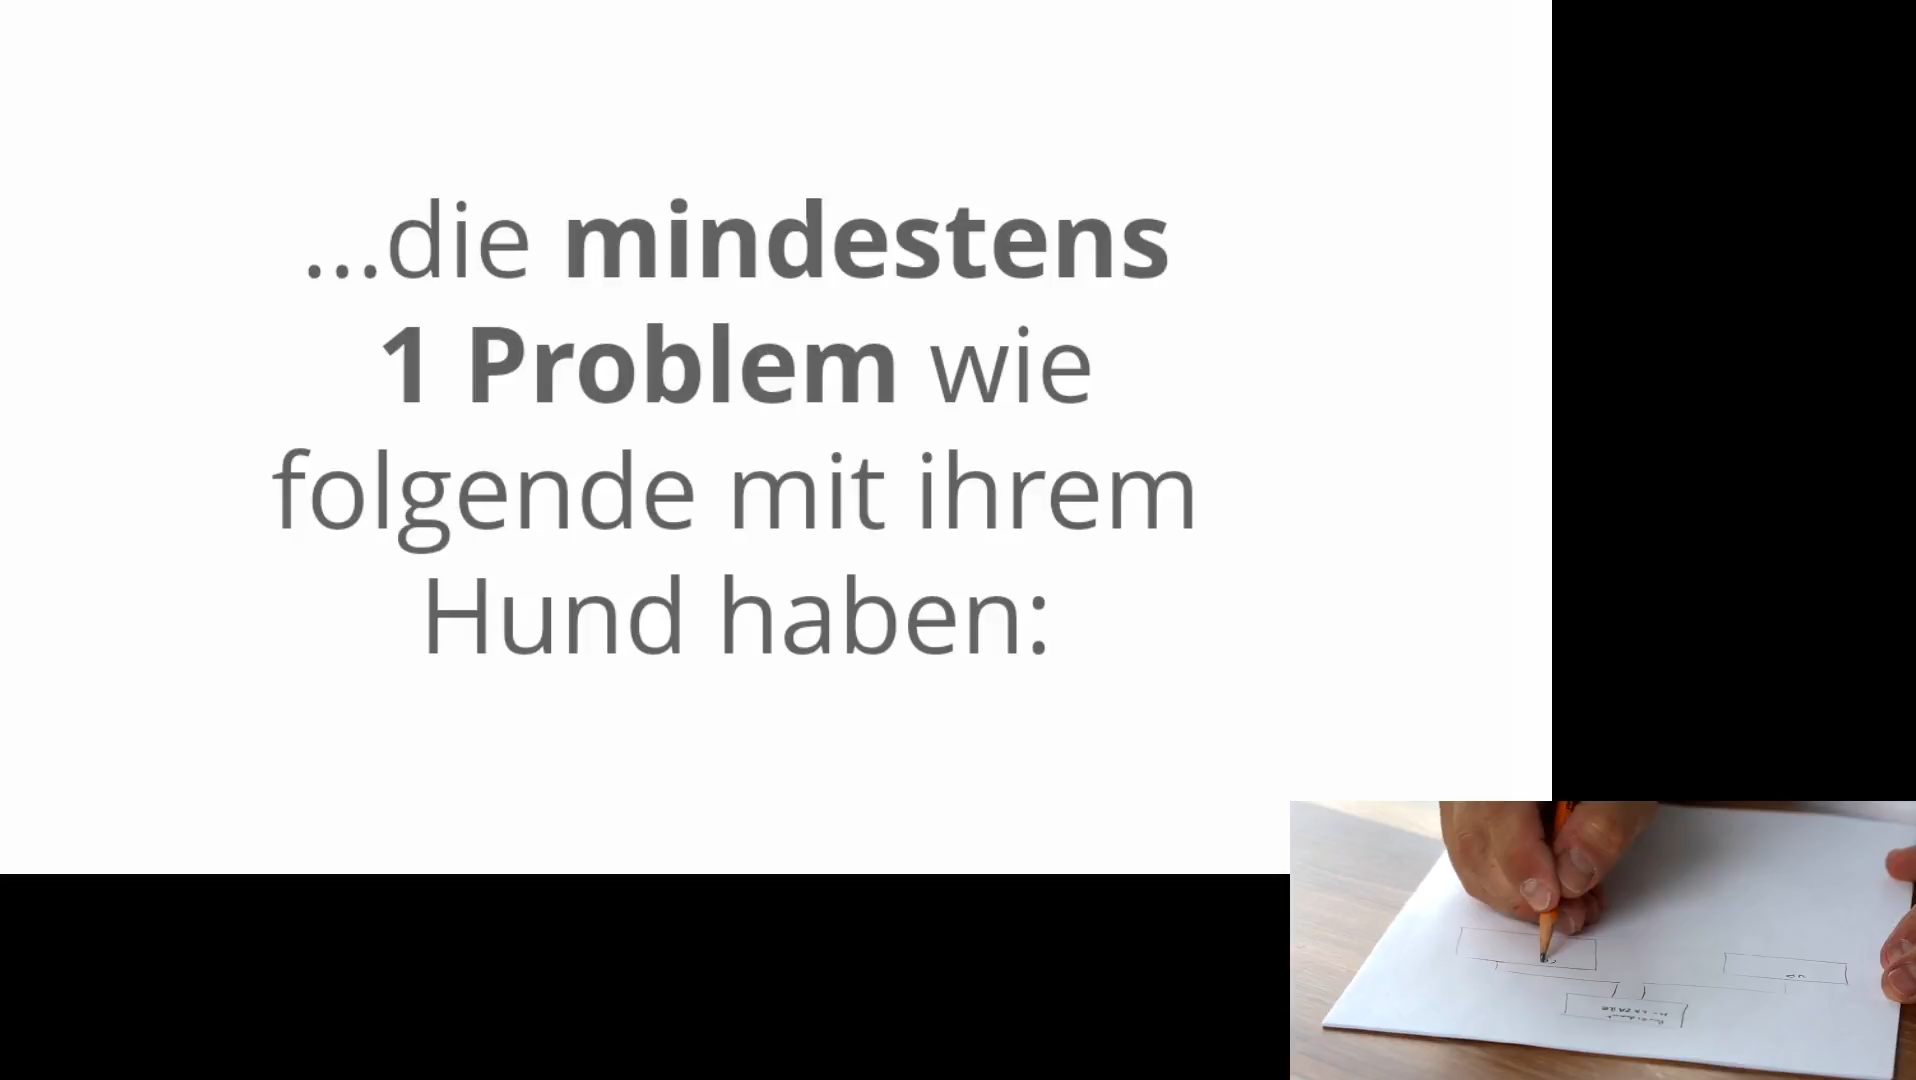 ...die mindestens
1 Problem wie
folgende mit ihrem
Hund haben: